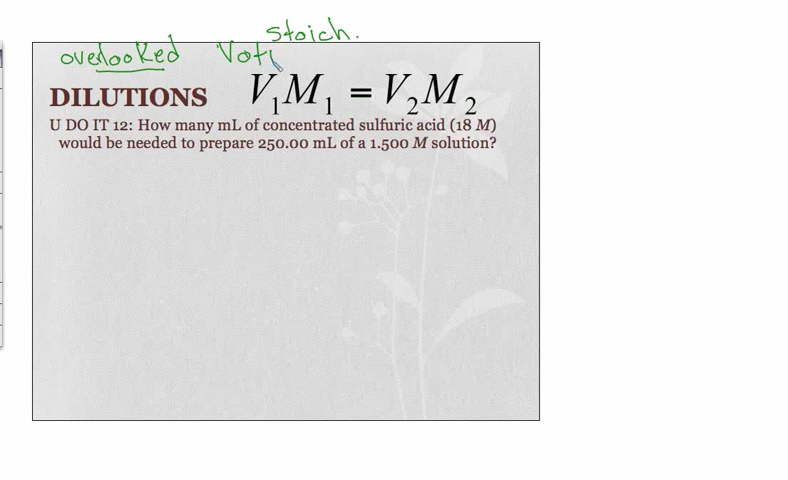 stoich.
overlooked Voti
DILUTIONS V₁M₁ = V₂M₂
U DO IT 12: How many mL of concentrated sulfuric acid (18 M)
would be needed to prepare 250.00 mL of a 1.500 M solution?